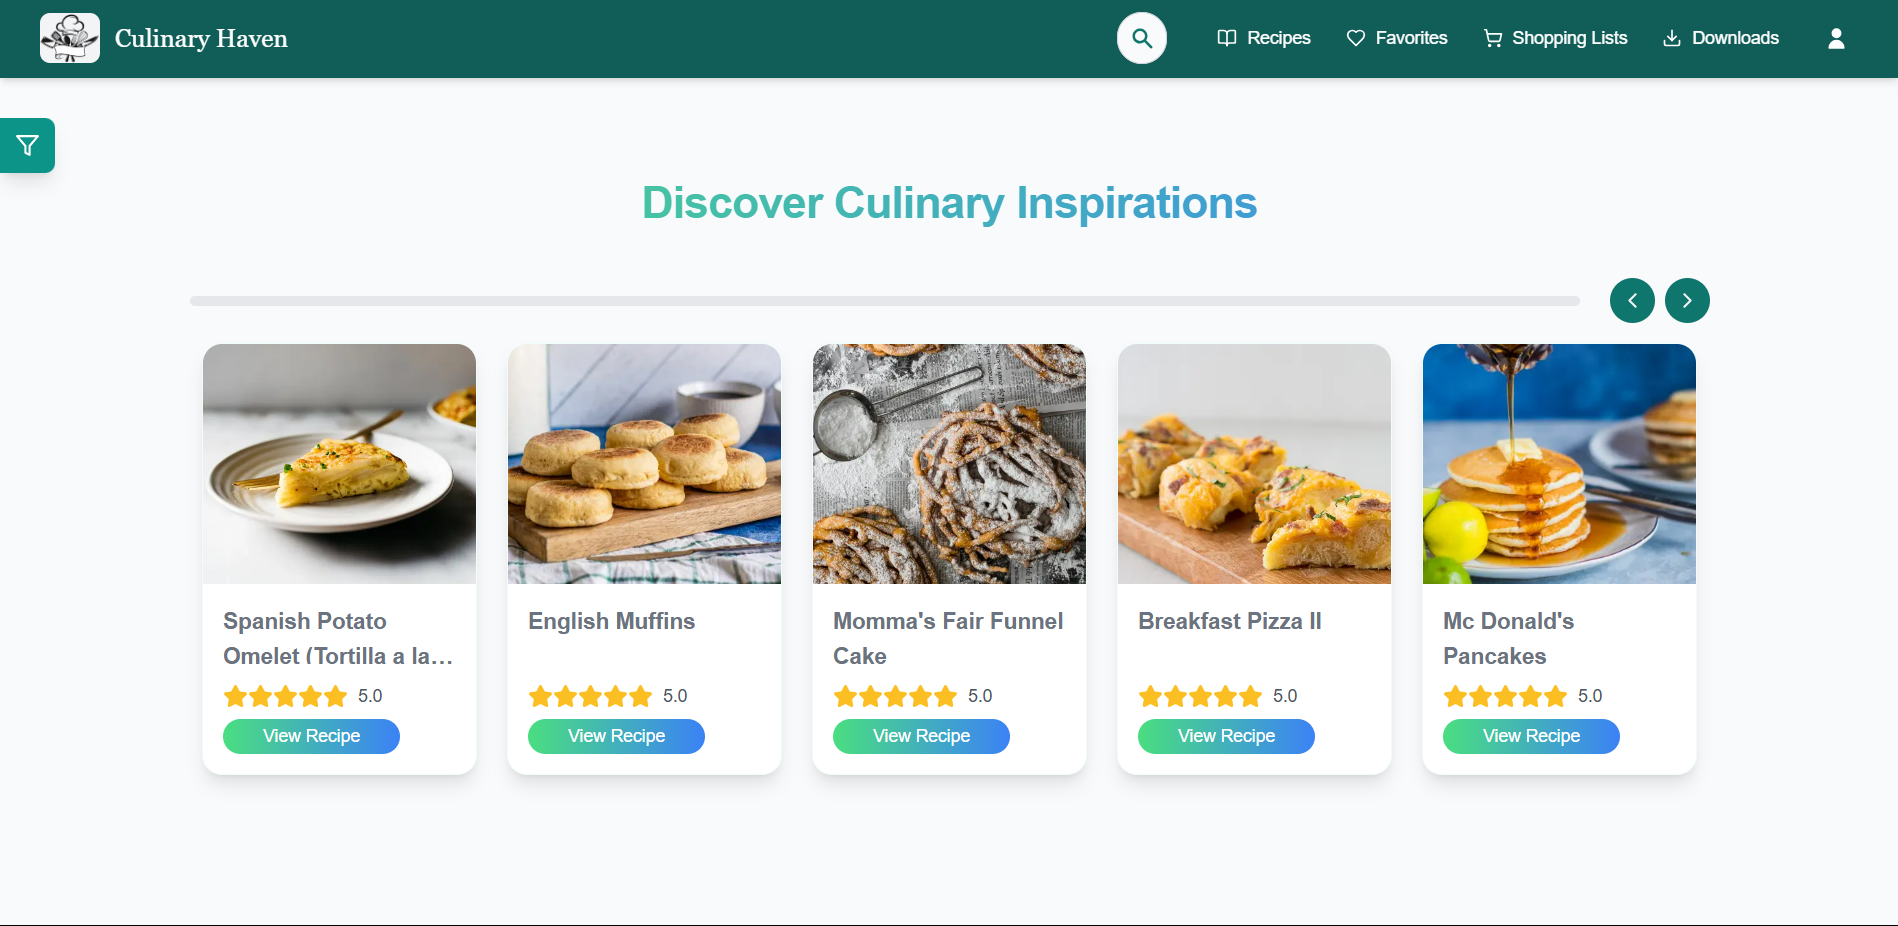 Culinary Haven
Recipes
Favorites
Shopping Lists
Downloads
Discover Culinary Inspirations
Spanish Potato
Omelet (Tortilla a la...
5.0
View Recipe
English Muffins
5.0
View Recipe
Momma's Fair Funnel
Cake
5.0
View Recipe
Breakfast Pizza II
5.0
View Recipe
Mc Donald's
Pancakes
5.0
View Recipe